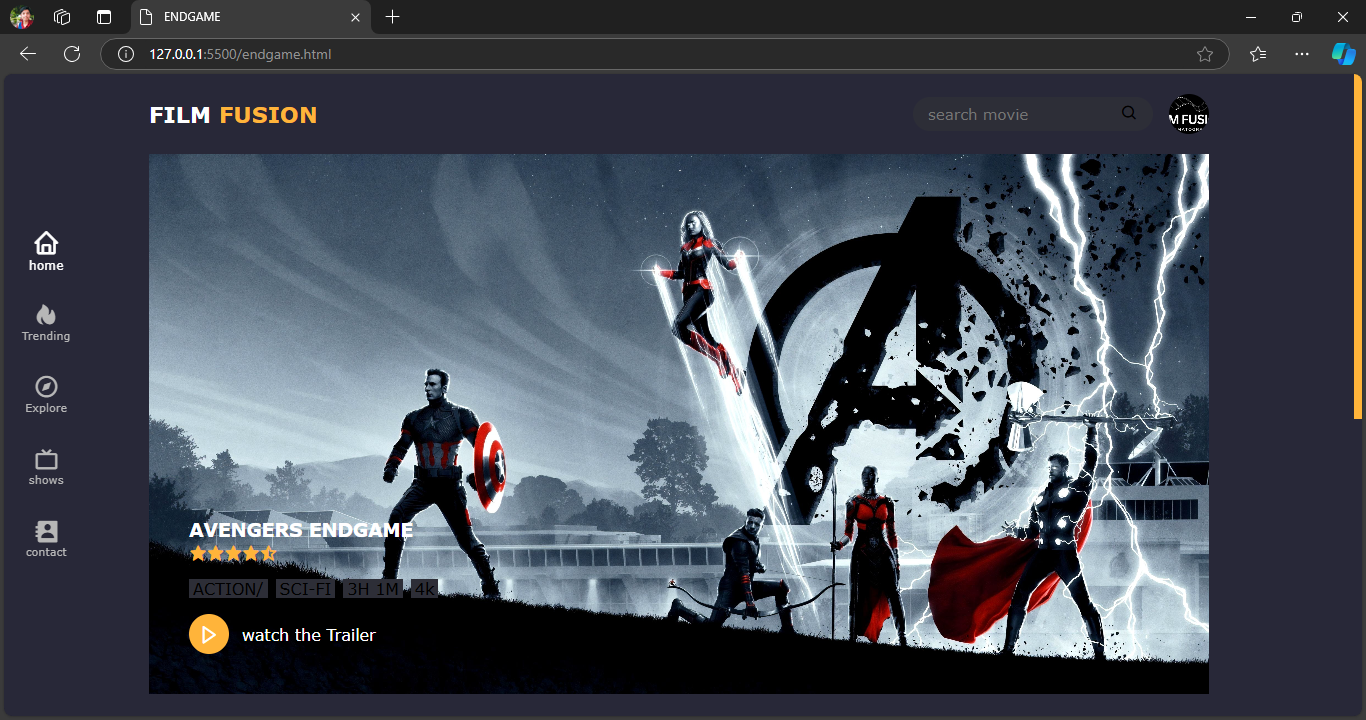 ENDGAME
127.0.0.1:5500/endgame.html
FILM FUSION
search movie
M FUSI
home
Trending
Explore
shows
contact
AVENGERS ENDGAME
ACTION/ SCI-FI 3H 1M 4k
watch the Trailer